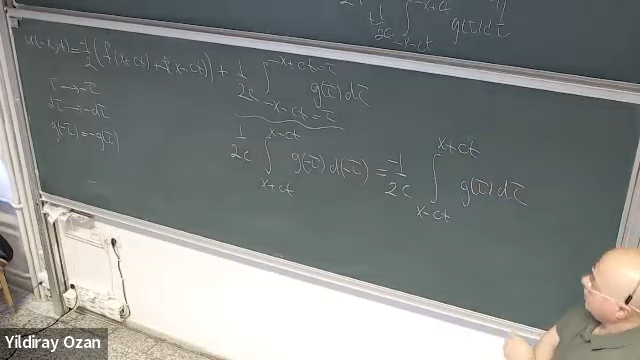 + 1/2c ∫_{-x-ct}^{-x+ct} g(τ) dτ
u(-x,t) = -1/2 (f(x+ct) + f(x-ct)) + 1/2c ∫_{-x-ct=τ}^{-x+ct=τ} g(τ) dτ
τ → -τ
dτ → -dτ
g(-τ) = -g(τ)
1/2c ∫_{x+ct}^{x-ct} g(-τ) d(-τ) = -1/2c ∫_{x-ct}^{x+ct} g(τ) dτ
Yildiray Ozan